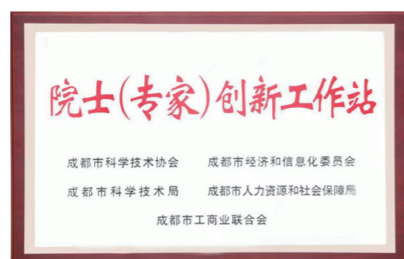 院士(专家)创新工作站
成都市科学技术协会 成都市经济和信息化委员会
成都市科学技术局 成都市人力资源和社会保障局
成都市工商业联合会